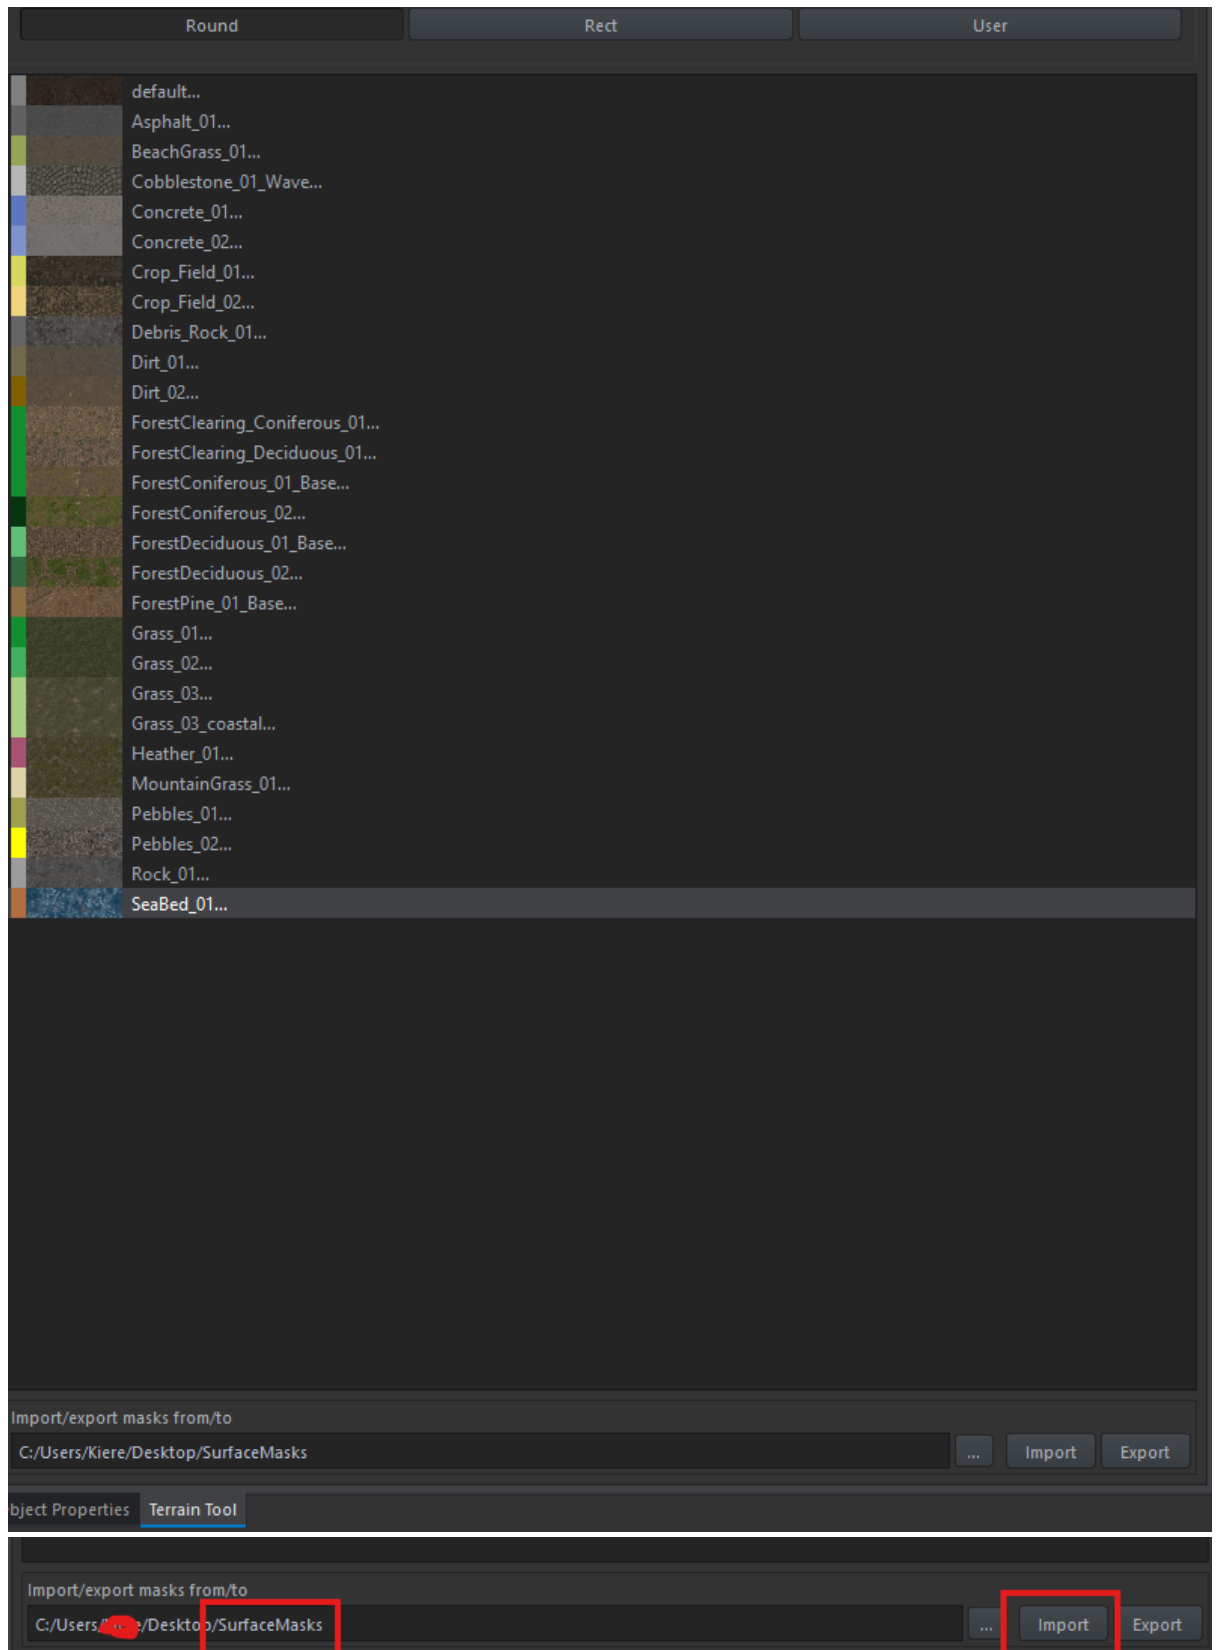 Round Rect User
default...
Asphalt_01...
BeachGrass_01...
Cobblestone_01_Wave...
Concrete_01...
Concrete_02...
Crop_Field_01...
Crop_Field_02...
Debris_Rock_01...
Dirt_01...
Dirt_02...
ForestClearing_Coniferous_01...
ForestClearing_Deciduous_01...
ForestConiferous_01_Base...
ForestConiferous_02...
ForestDeciduous_01_Base...
ForestDeciduous_02...
ForestPine_01_Base...
Grass_01...
Grass_02...
Grass_03...
Grass_03_coastal...
Heather_01...
MountainGrass_01...
Pebbles_01...
Pebbles_02...
Rock_01...
SeaBed_01...
Import/export masks from/to
C:/Users/Kiere/Desktop/SurfaceMasks ... Import Export
bject Properties Terrain Tool
Import/export masks from/to
C:/Users/ e/Desktop/SurfaceMasks ... Import Export